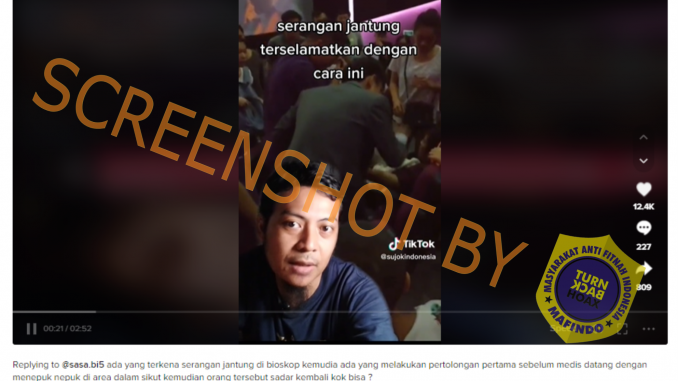 serangan jantung
terselamatkan dengan
cara ini
SCREENSHOT BY
TikTok
@sujokindonesia
12.4K
227
809
MASYARAKAT ANTI FITNAH INDONESIA
TURN
BACK
HOAX
MAFINDO
00:21 / 02:52
Replying to @sasa.bi5 ada yang terkena serangan jantung di bioskop kemudia ada yang melakukan pertolongan pertama sebelum medis datang dengan
menepuk nepuk di area dalam sikut kemudian orang tersebut sadar kembali kok bisa ?